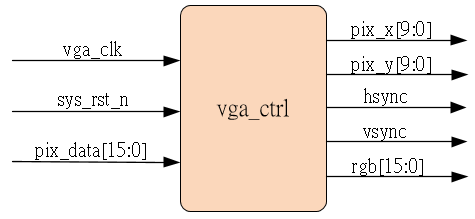 vga_clk
sys_rst_n
pix_data[15:0]
vga_ctrl
pix_x[9:0]
pix_y[9:0]
hsync
vsync
rgb[15:0]